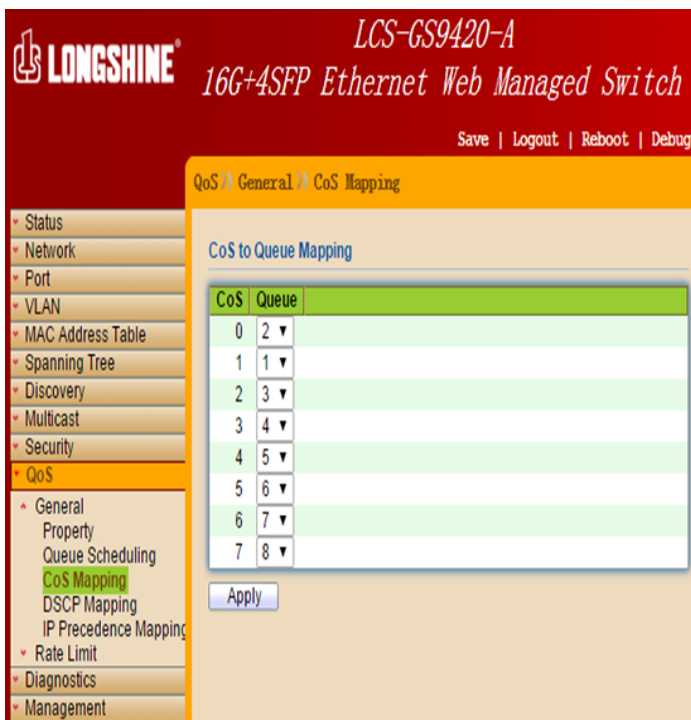 LONGSHINE®
LCS-GS9420-A
16G+4SFP Ethernet Web Managed Switch
Save | Logout | Reboot | Debug
QoS » General » CoS Mapping
Status
Network
Port
VLAN
MAC Address Table
Spanning Tree
Discovery
Multicast
Security
QoS
General
Property
Queue Scheduling
CoS Mapping
DSCP Mapping
IP Precedence Mapping
Rate Limit
Diagnostics
Management
CoS to Queue Mapping
CoS Queue
0 2
1 1
2 3
3 4
4 5
5 6
6 7
7 8
Apply